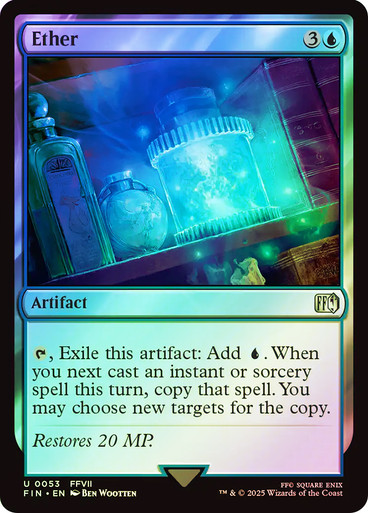 Ether 3
Artifact FF
, Exile this artifact: Add . When
you next cast an instant or sorcery
spell this turn, copy that spell. You
may choose new targets for the copy.
Restores 20 MP.
U 0053 FFVII
FIN • EN Ben Wootten
FF© SQUARE ENIX
™ & © 2025 Wizards of the Coast